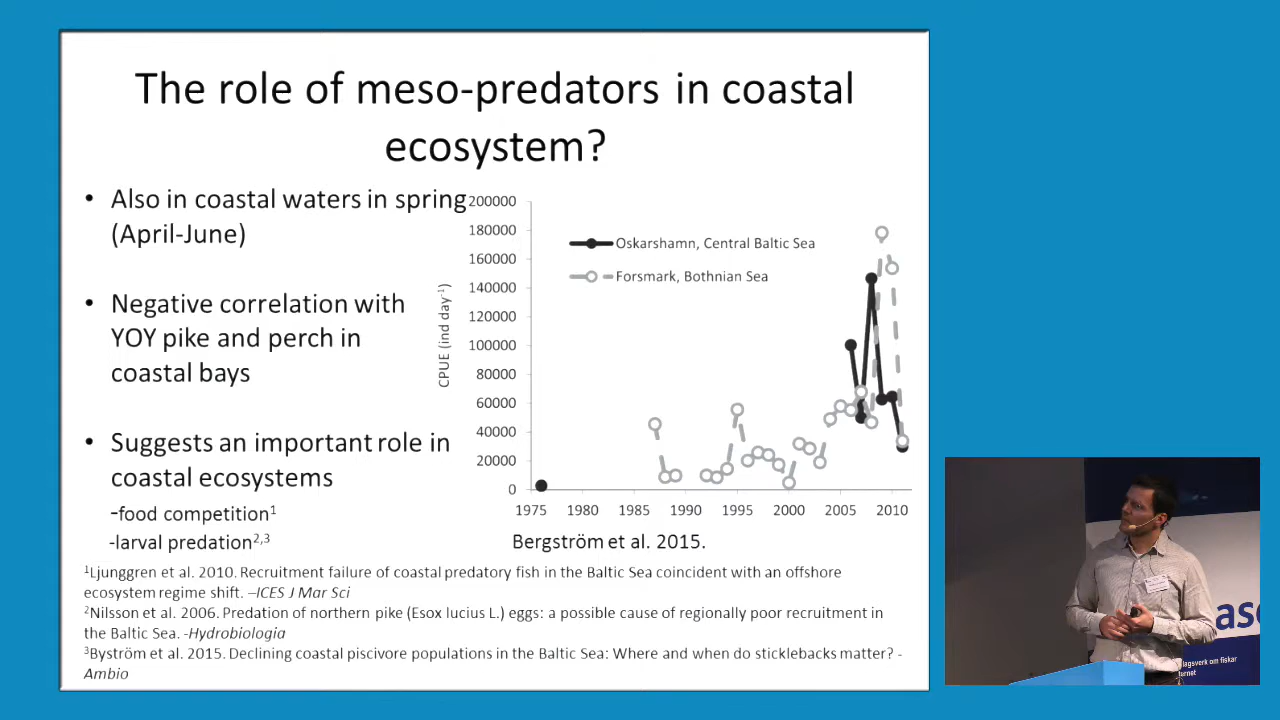 The role of meso-predators in coastal
ecosystem?
• Also in coastal waters in spring
(April-June)
• Negative correlation with
YOY pike and perch in
coastal bays
• Suggests an important role in
coastal ecosystems
-food competition¹
-larval predation²,³
200000
180000
160000
140000
120000
100000
80000
60000
40000
20000
0
CPUE (ind day⁻¹)
Oskarshamn, Central Baltic Sea
Forsmark, Bothnian Sea
1975 1980 1985 1990 1995 2000 2005 2010
Bergström et al. 2015.
¹Ljunggren et al. 2010. Recruitment failure of coastal predatory fish in the Baltic Sea coincident with an offshore
ecosystem regime shift. –ICES J Mar Sci
²Nilsson et al. 2006. Predation of northern pike (Esox lucius L.) eggs: a possible cause of regionally poor recruitment in
the Baltic Sea. -Hydrobiologia
³Byström et al. 2015. Declining coastal piscivore populations in the Baltic Sea: Where and when do sticklebacks matter? -
Ambio
as
lagsverk om fiskar
ternet